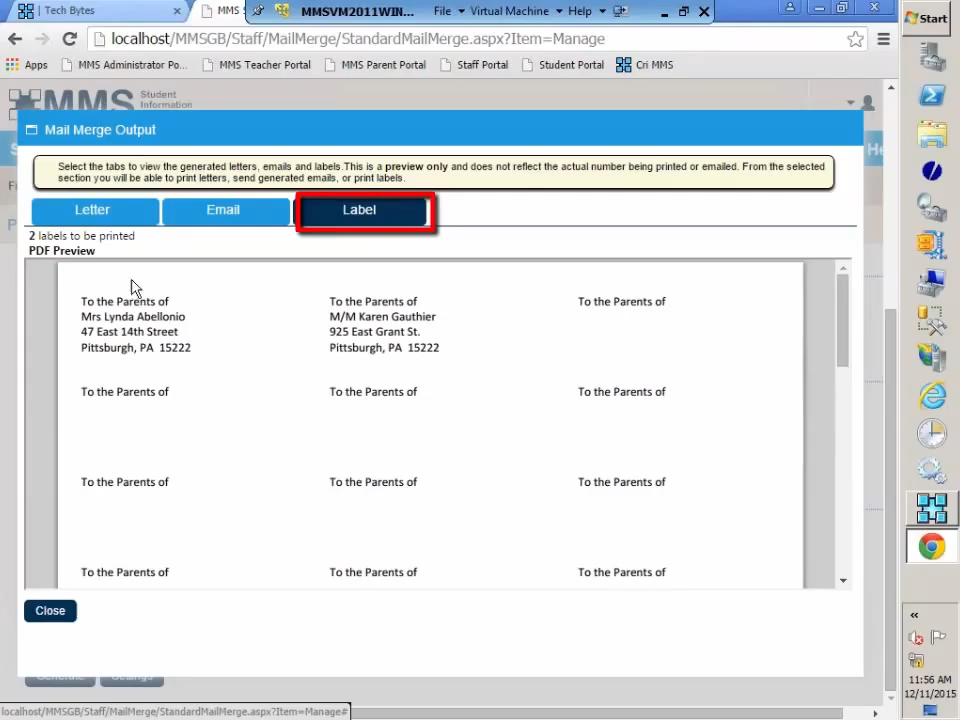 Tech Bytes
MMS S
MMSVM2011WIN...
File
Virtual Machine
Help
localhost/MMSGB/Staff/MailMerge/StandardMailMerge.aspx?Item=Manage
Start
Apps
MMS Administrator Po...
MMS Teacher Portal
MMS Parent Portal
Staff Portal
Student Portal
Cri MMS
MMS
Student
Information
Mail Merge Output
He
Select the tabs to view the generated letters, emails and labels.This is a preview only and does not reflect the actual number being printed or emailed. From the selected
section you will be able to print letters, send generated emails, or print labels.
Letter
Email
Label
2 labels to be printed
PDF Preview
To the Parents of
Mrs Lynda Abellonio
47 East 14th Street
Pittsburgh, PA 15222
To the Parents of
M/M Karen Gauthier
925 East Grant St.
Pittsburgh, PA 15222
To the Parents of
To the Parents of
To the Parents of
To the Parents of
To the Parents of
To the Parents of
To the Parents of
To the Parents of
To the Parents of
To the Parents of
Close
Generate
Settings
11:56 AM
12/11/2015
localhost/MMSGB/Staff/MailMerge/StandardMailMerge.aspx?Item=Manage#